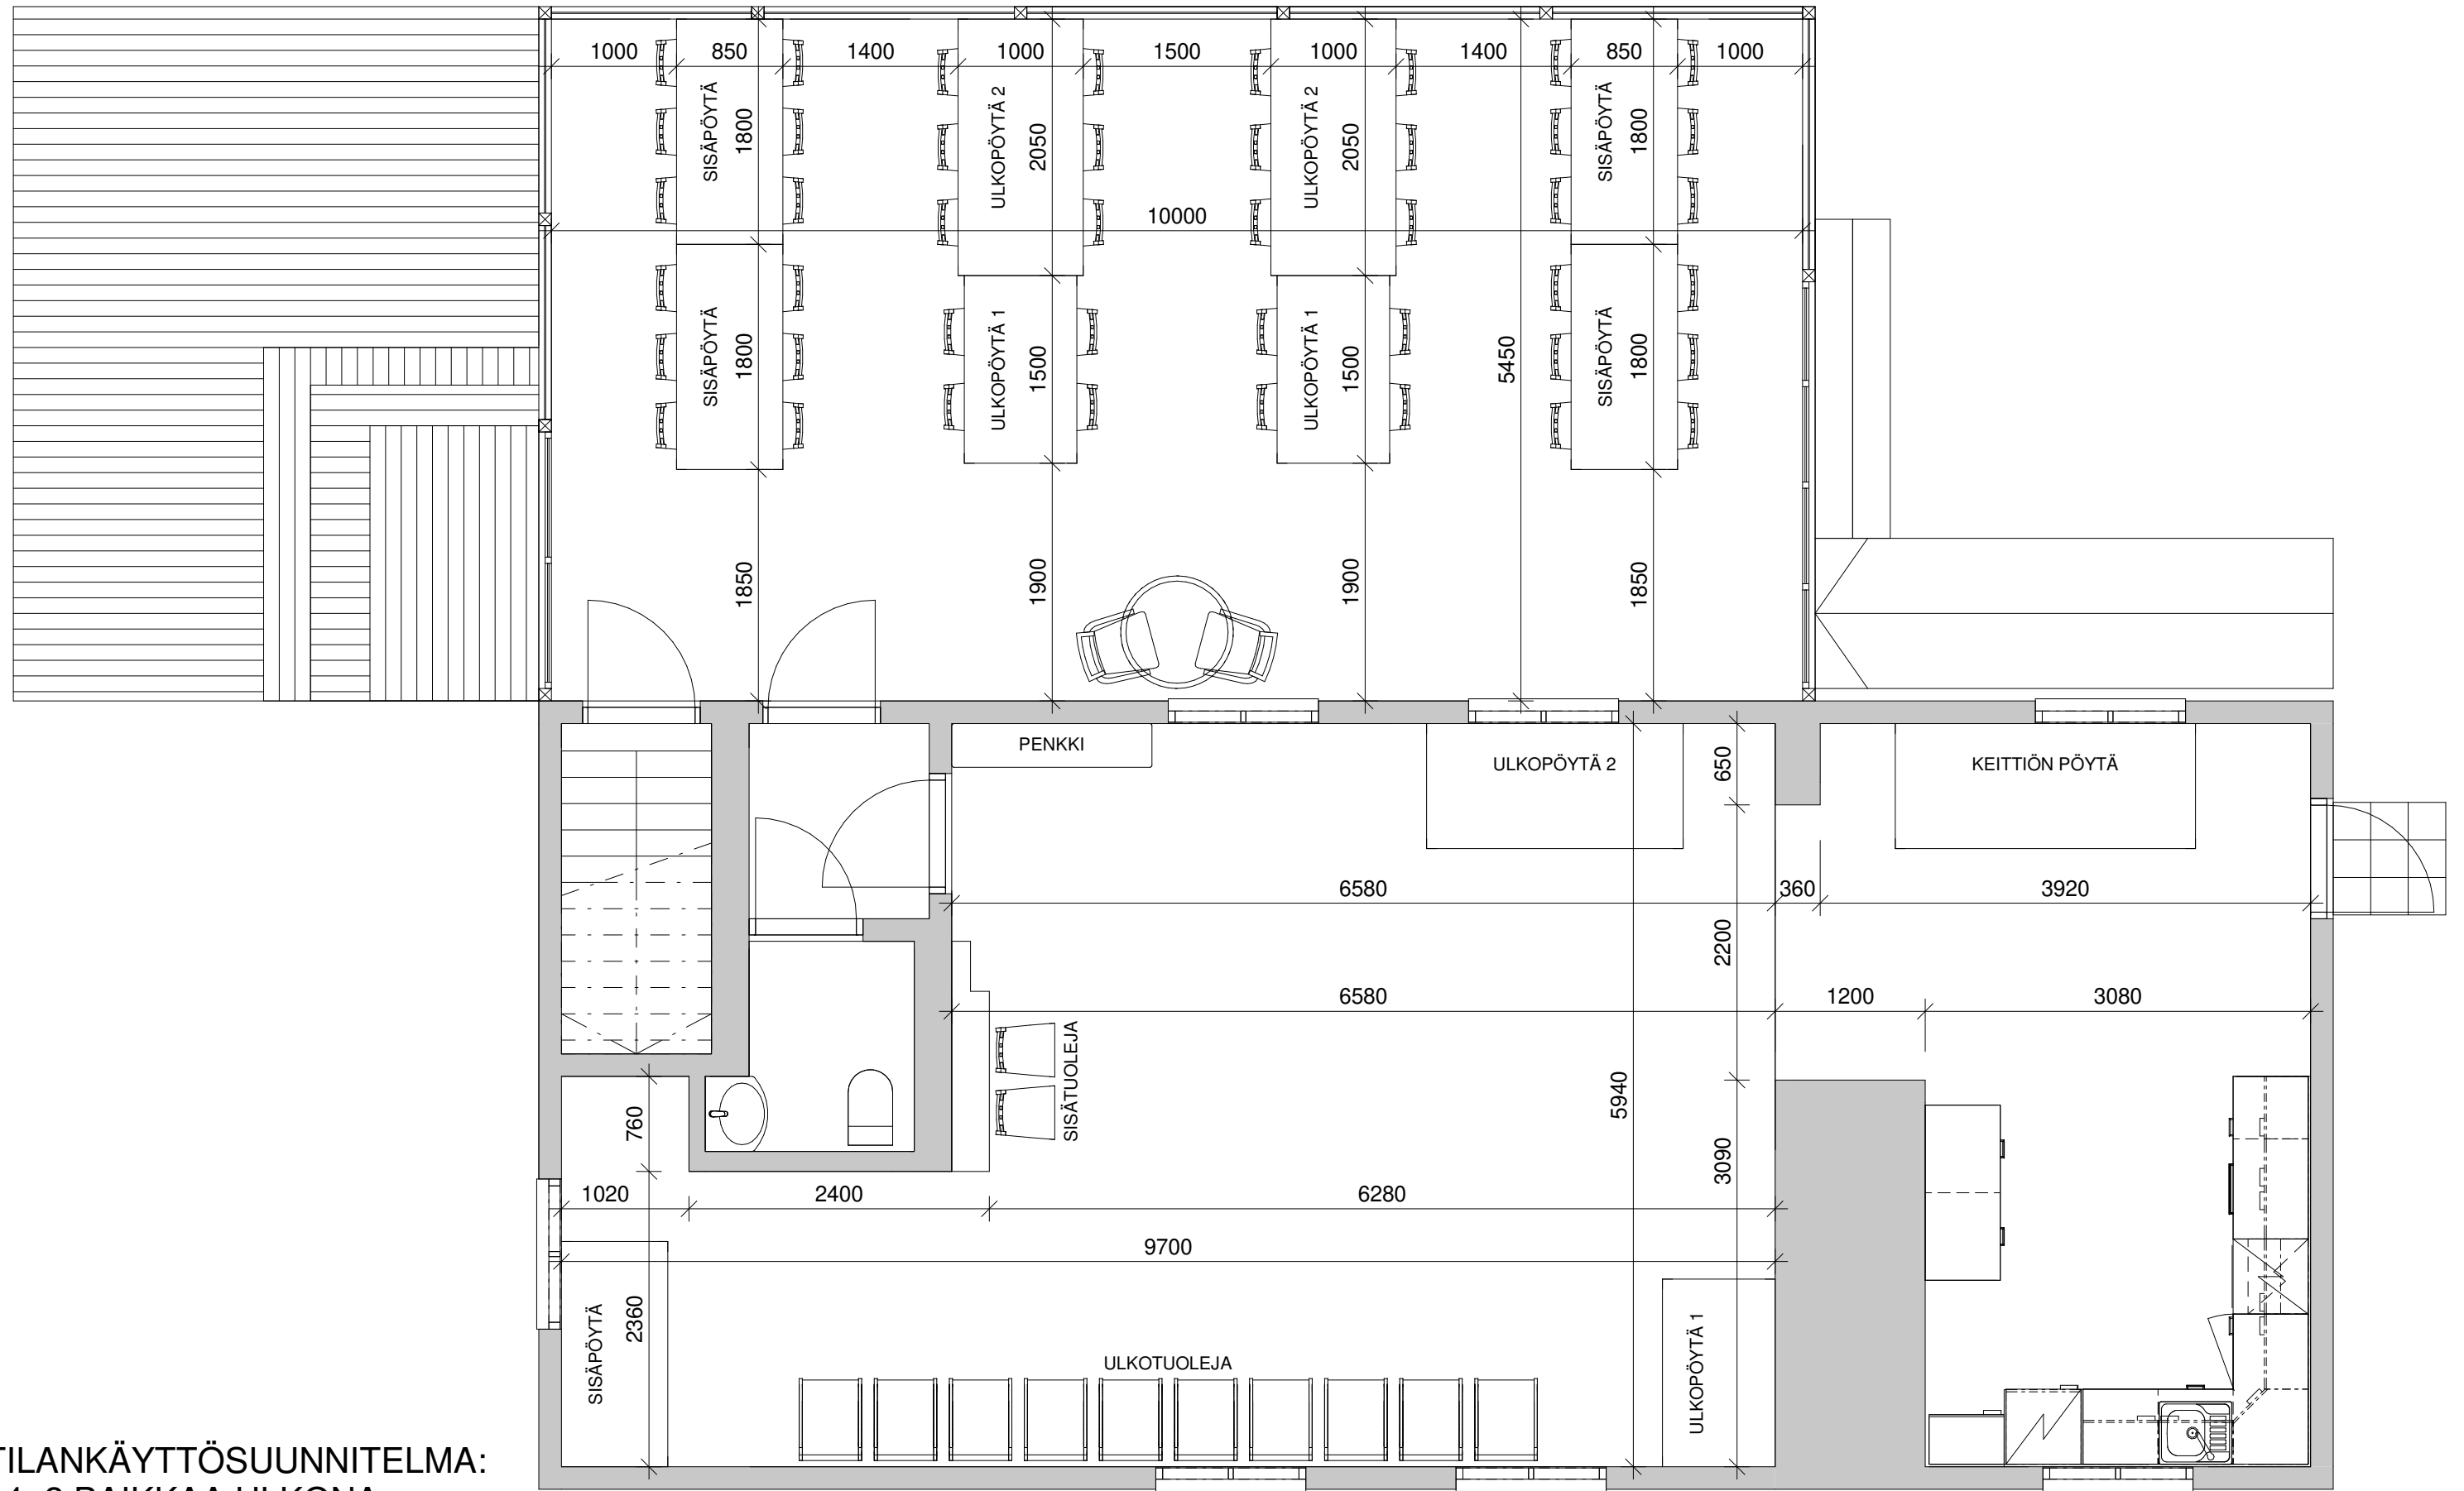 1000 850 1400 1000 1500 1000 1400 850 1000
SISÄPÖYTÄ 1800 ULKOPÖYTÄ 2 2050 ULKOPÖYTÄ 2 2050 SISÄPÖYTÄ 1800
10000
SISÄPÖYTÄ 1800 ULKOPÖYTÄ 1 1500 ULKOPÖYTÄ 1 1500 5450 SISÄPÖYTÄ 1800
1850 1900 1900 1850
PENKKI ULKOPÖYTÄ 2 650 KEITTIÖN PÖYTÄ
6580 360 3920
2200
6580 1200 3080
SISÄTUOLEJA
760 5940 3090
1020 2400 6280
9700
SISÄPÖYTÄ 2360 ULKOTUOLEJA ULKOPÖYTÄ 1
TILANKÄYTTÖSUUNNITELMA:
PAIKKAA ULKONA